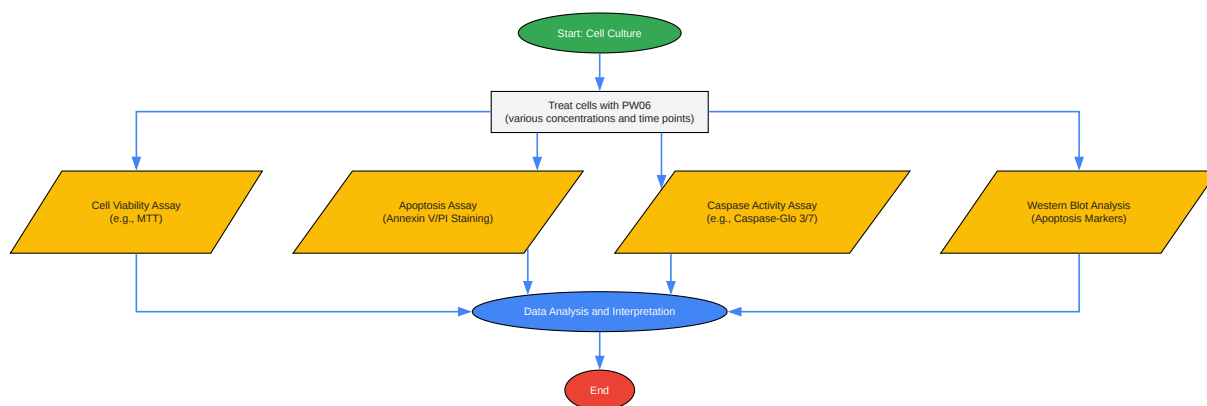 Start: Cell Culture
Treat cells with PW06
(various concentrations and time points)
Cell Viability Assay
(e.g., MTT)
Apoptosis Assay
(Annexin V/PI Staining)
Caspase Activity Assay
(e.g., Caspase-Glo 3/7)
Western Blot Analysis
(Apoptosis Markers)
Data Analysis and Interpretation
End